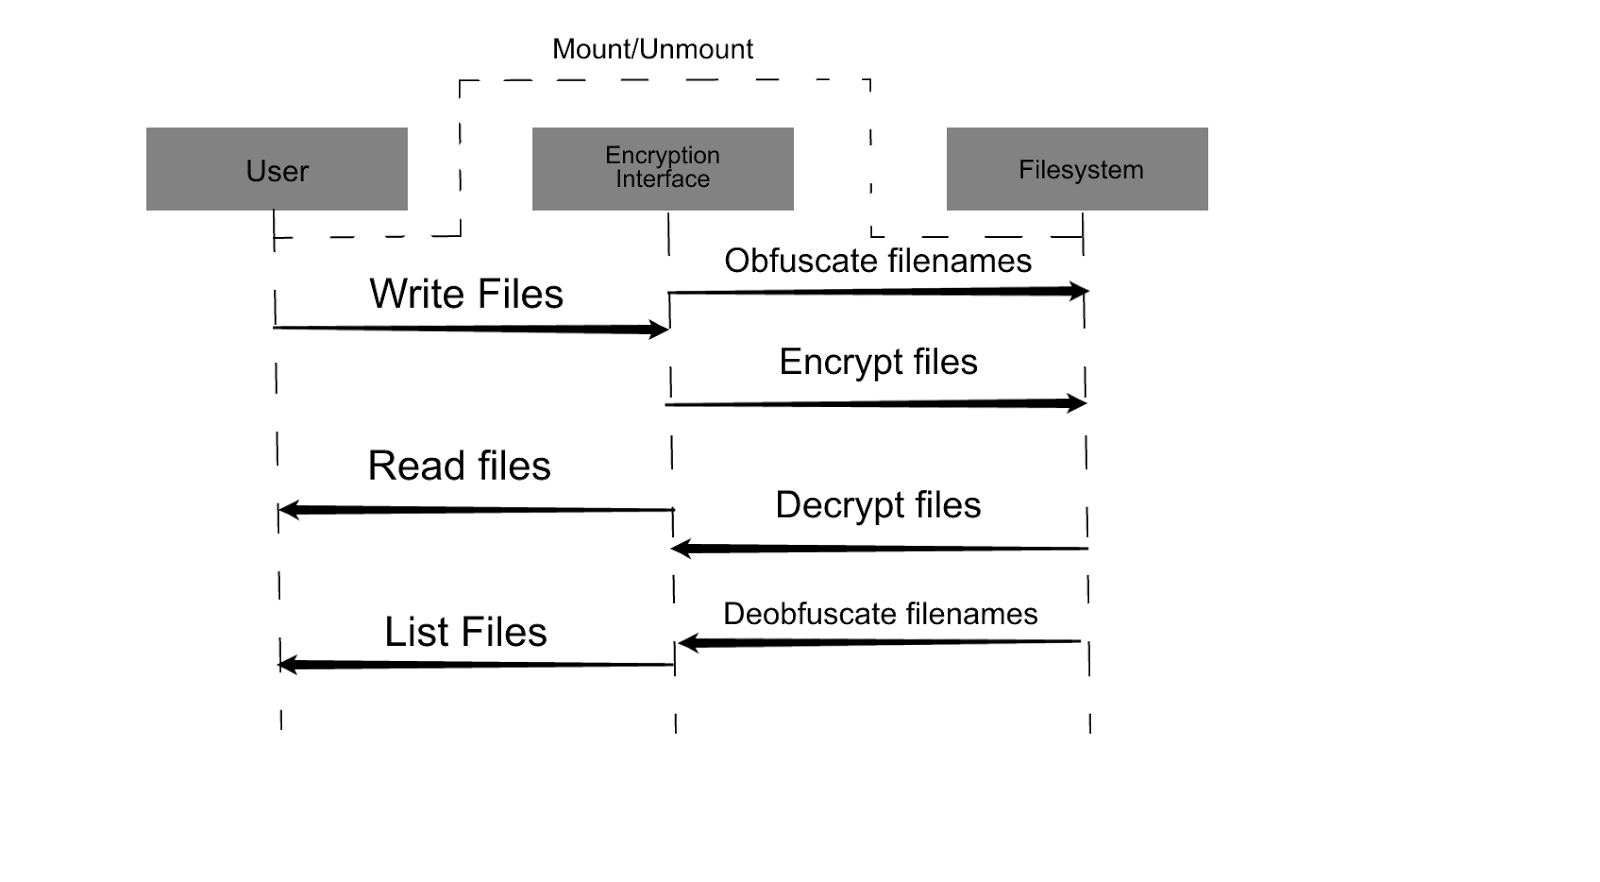 Mount/Unmount
User
Encryption
Interface
Filesystem
Obfuscate filenames
Write Files
Encrypt files
Read files
Decrypt files
Deobfuscate filenames
List Files